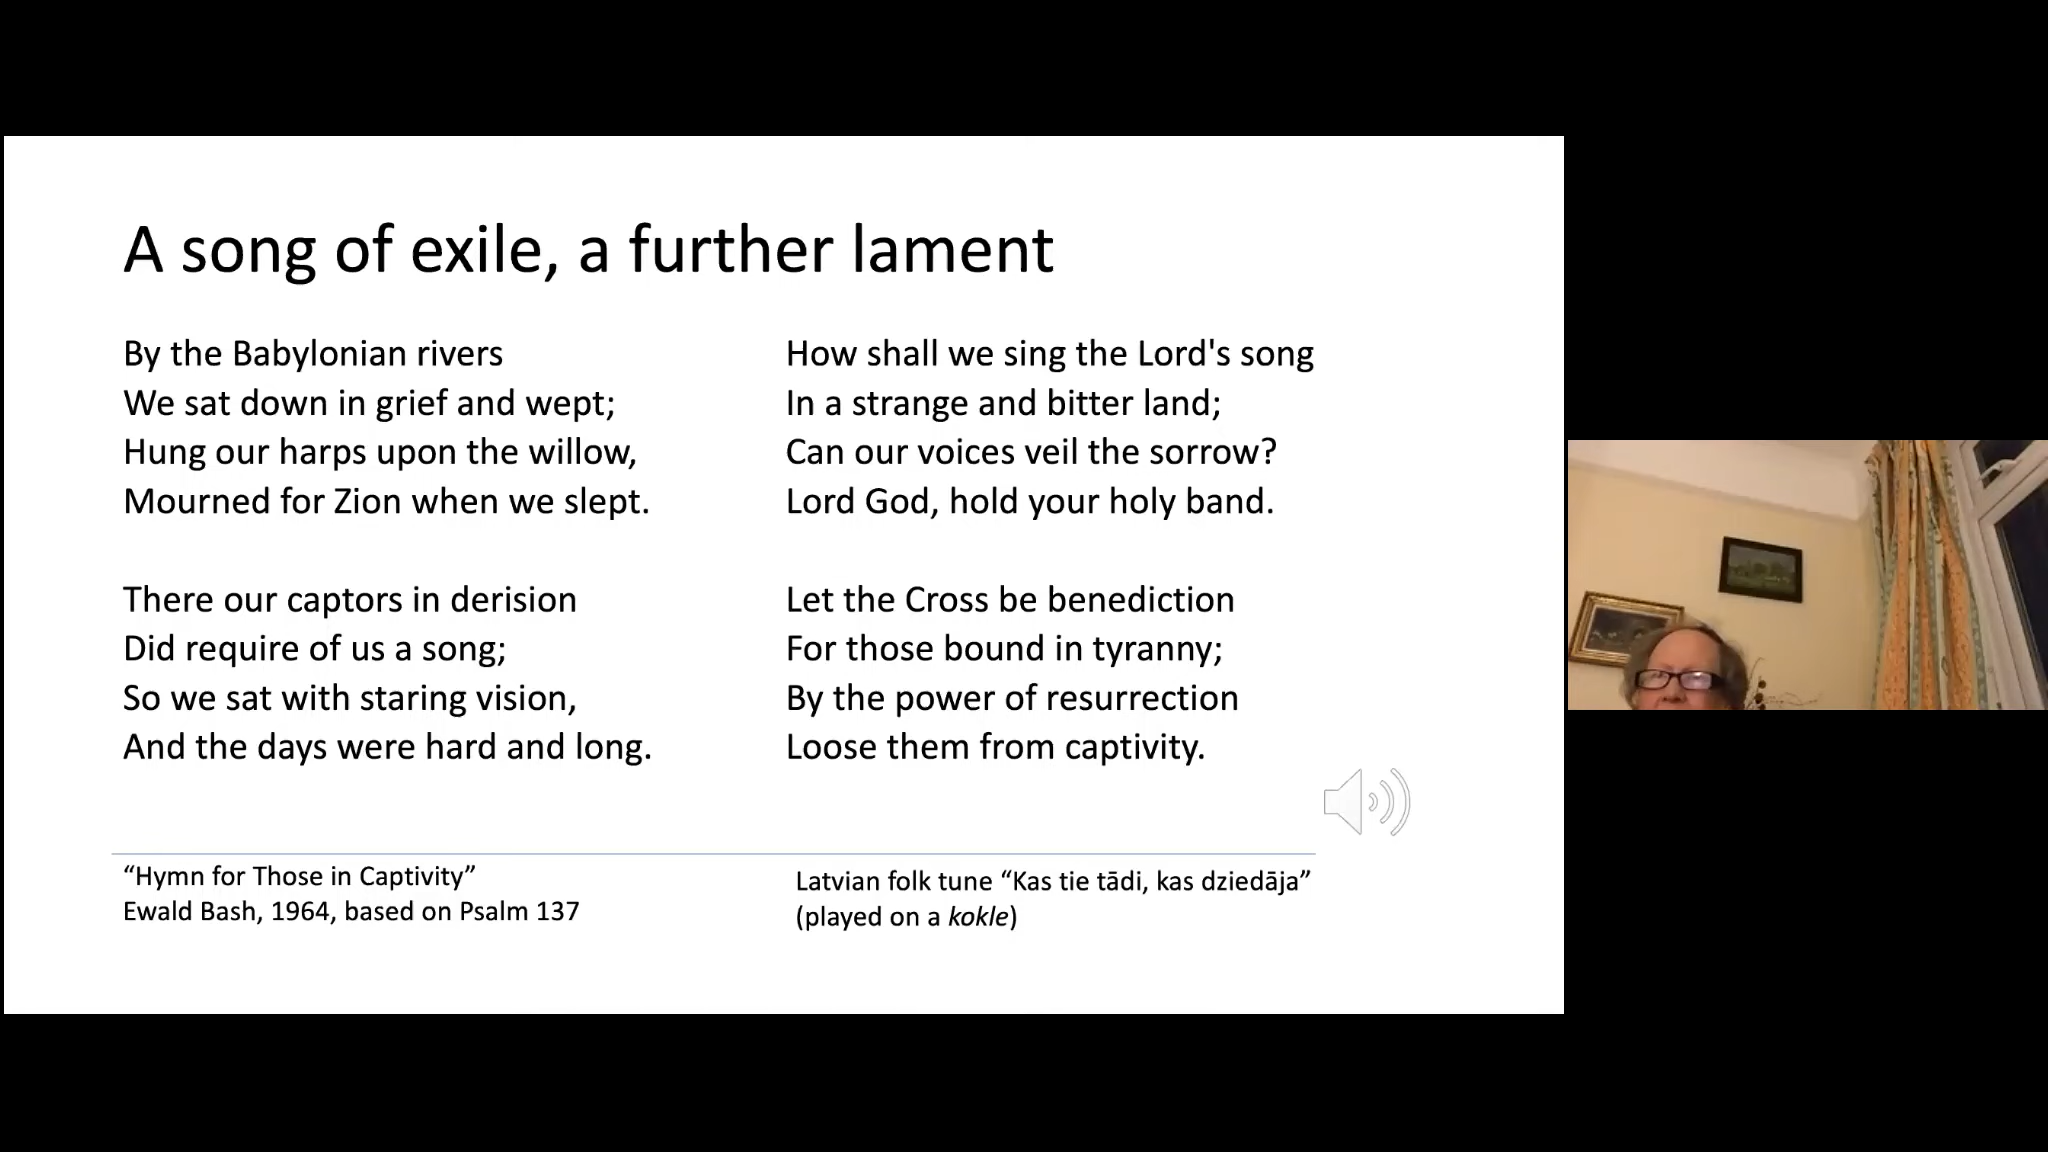 A song of exile, a further lament
By the Babylonian rivers
We sat down in grief and wept;
Hung our harps upon the willow,
Mourned for Zion when we slept.
There our captors in derision
Did require of us a song;
So we sat with staring vision,
And the days were hard and long.
How shall we sing the Lord's song
In a strange and bitter land;
Can our voices veil the sorrow?
Lord God, hold your holy band.
Let the Cross be benediction
For those bound in tyranny;
By the power of resurrection
Loose them from captivity.
“Hymn for Those in Captivity”
Ewald Bash, 1964, based on Psalm 137
Latvian folk tune “Kas tie tādi, kas dziedāja”
(played on a kokle)